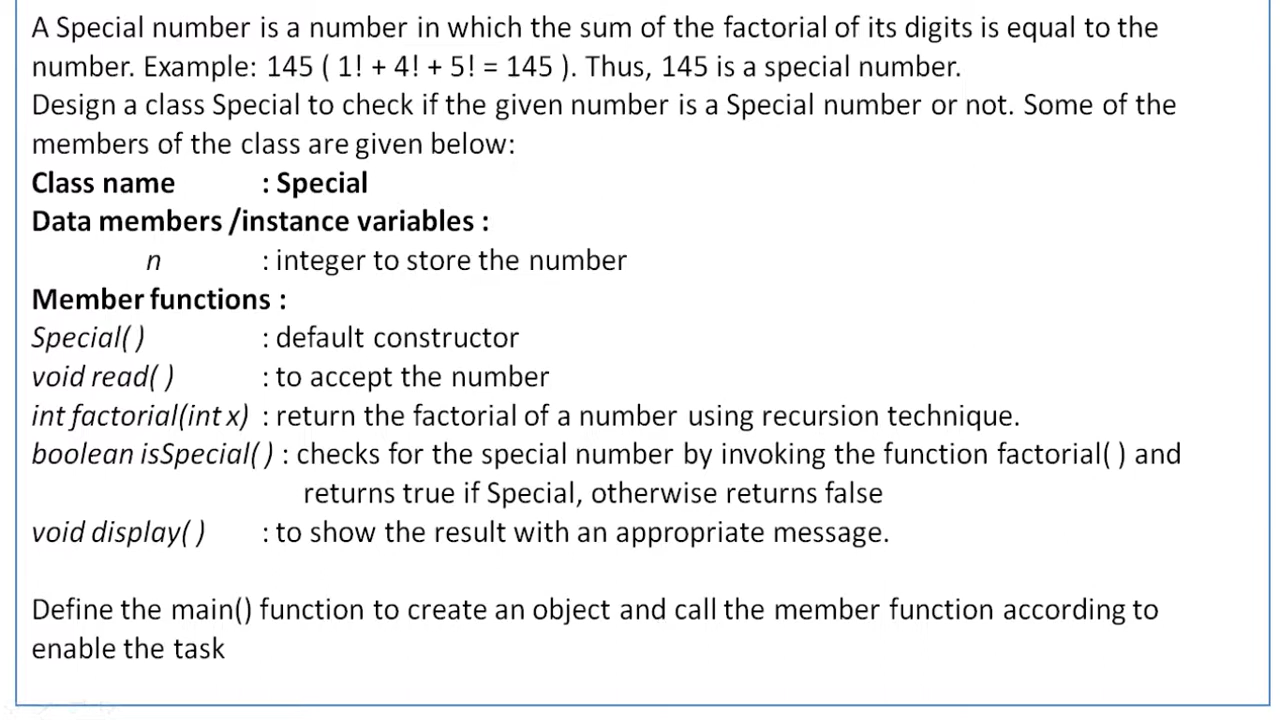 A Special number is a number in which the sum of the factorial of its digits is equal to the
number. Example: 145 ( 1! + 4! + 5! = 145 ). Thus, 145 is a special number.
Design a class Special to check if the given number is a Special number or not. Some of the
members of the class are given below:
Class name : Special
Data members /instance variables :
n : integer to store the number
Member functions :
Special( ) : default constructor
void read( ) : to accept the number
int factorial(int x) : return the factorial of a number using recursion technique.
boolean isSpecial( ) : checks for the special number by invoking the function factorial( ) and
returns true if Special, otherwise returns false
void display( ) : to show the result with an appropriate message.
Define the main() function to create an object and call the member function according to
enable the task